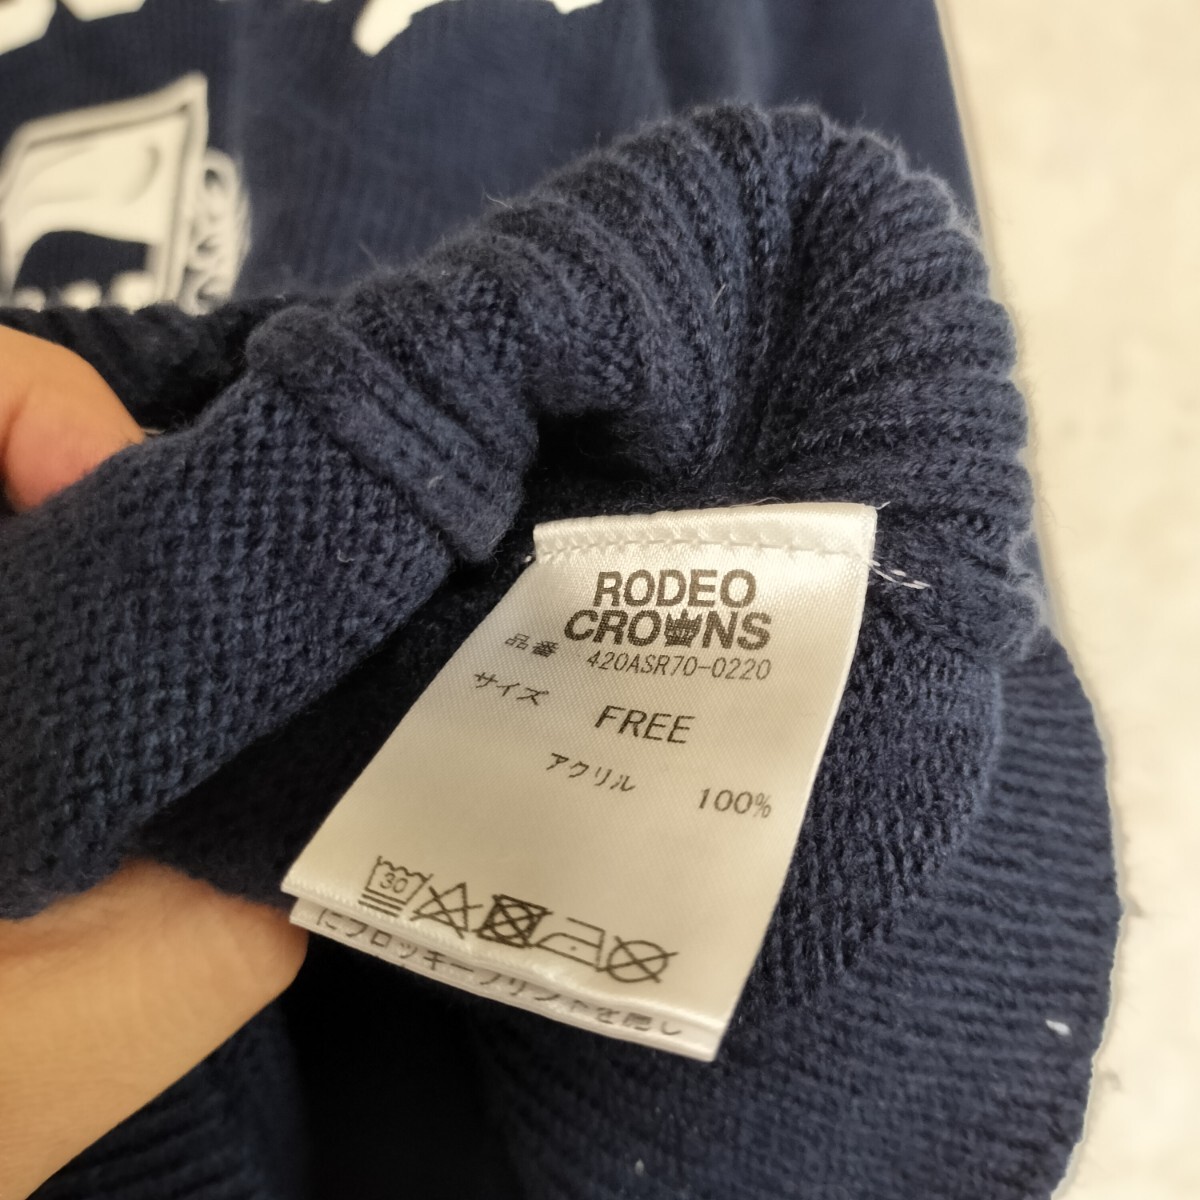 RODEO
CROWNS
品番 420ASR70-0220
サイズ FREE
アクリル 100%
30
にフロッキープリントを施し